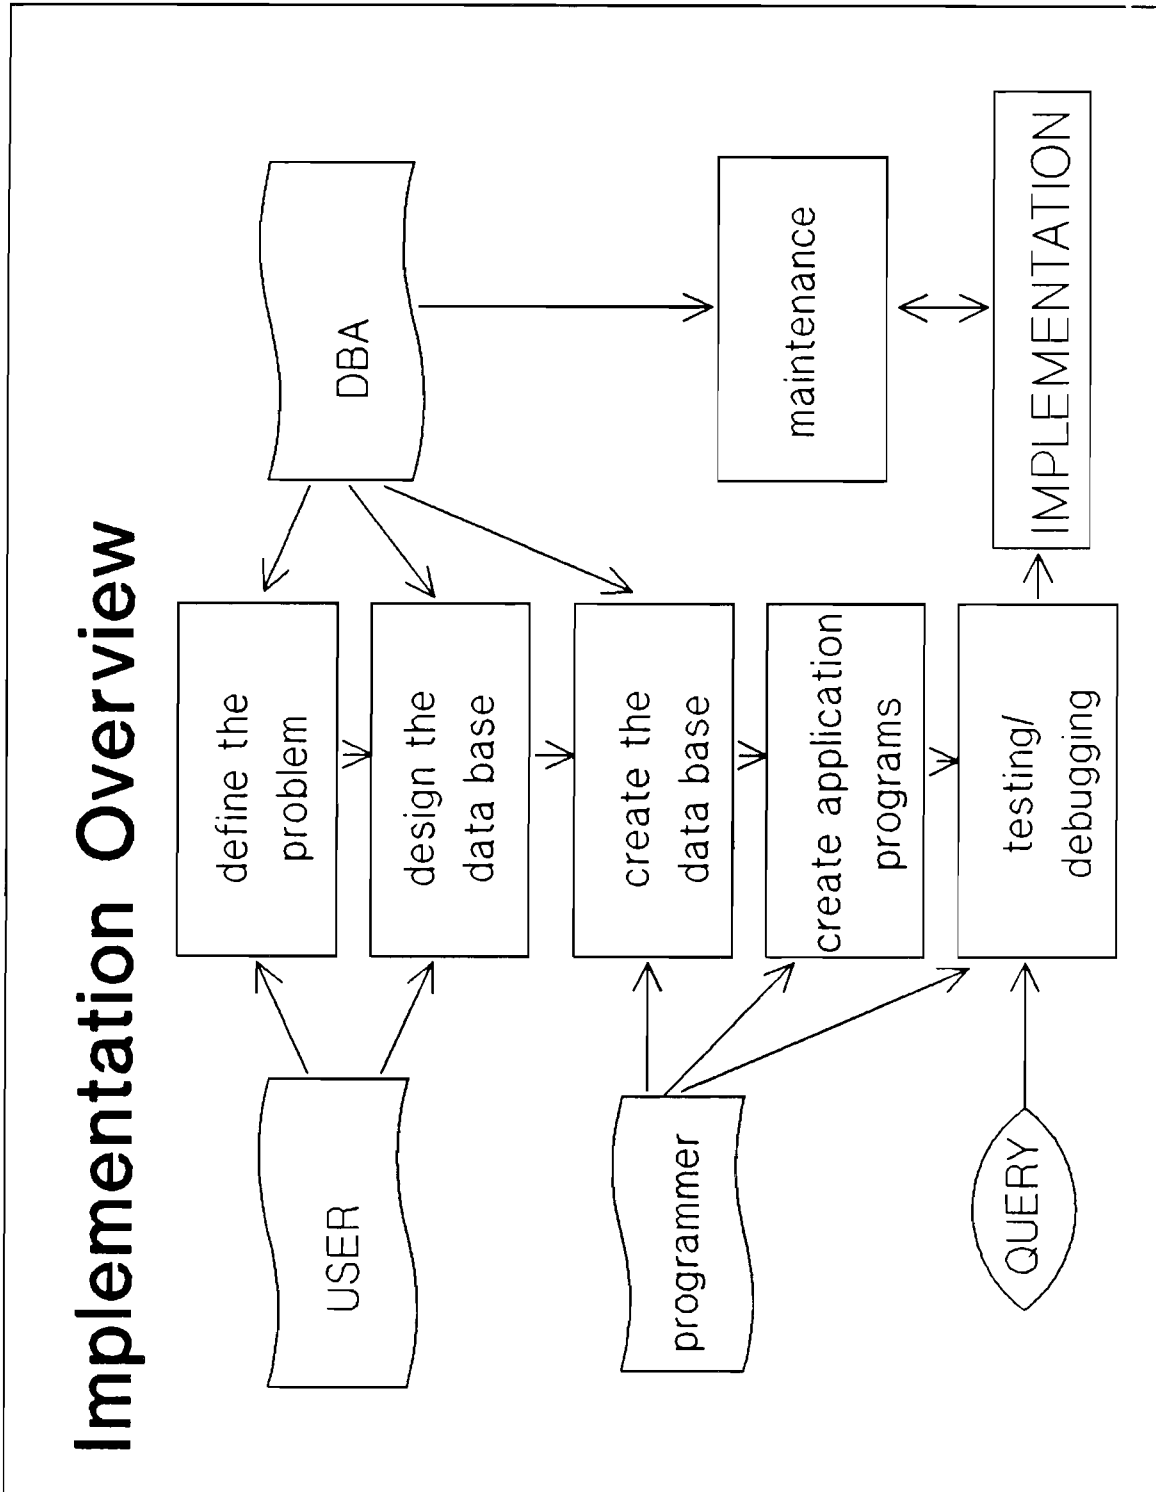 Implementation Overview
USER
define the
problem
DBA
design the
data base
programmer
create the
data base
maintenance
create application
programs
QUERY
testing/
debugging
IMPLEMENTATION